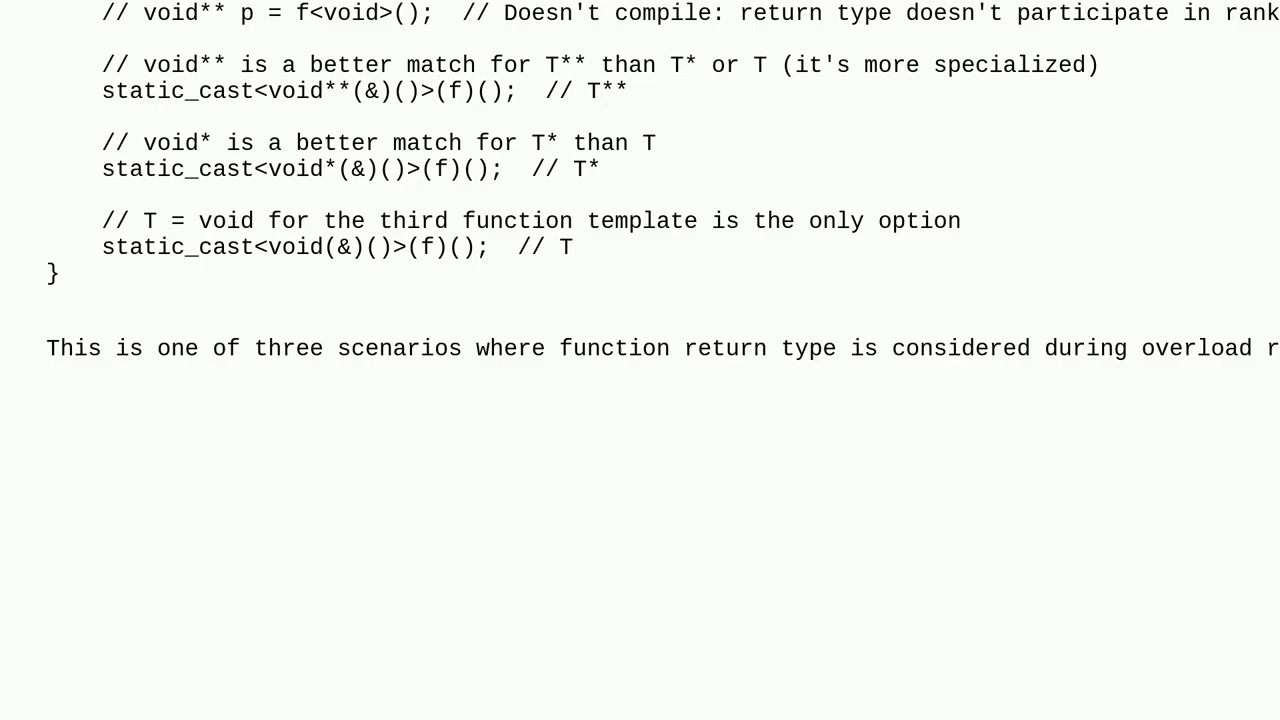 // void** p = f<void>();  // Doesn't compile: return type doesn't participate in rank
// void** is a better match for T** than T* or T (it's more specialized)
static_cast<void**(&)()>(f)();  // T**
// void* is a better match for T* than T
static_cast<void*(&)()>(f)();  // T*
// T = void for the third function template is the only option
static_cast<void(&)()>(f)();  // T
}
This is one of three scenarios where function return type is considered during overload r